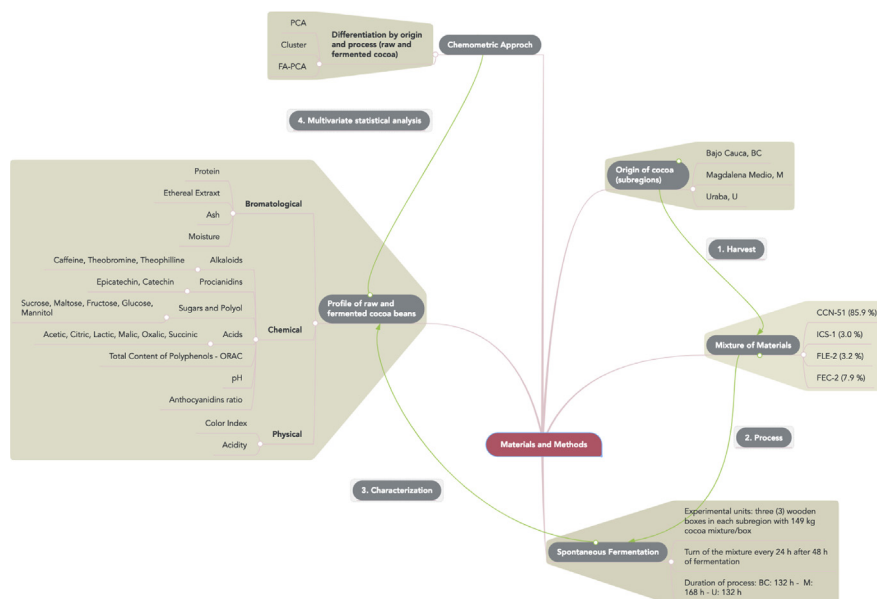 PCA
Cluster
FA-PCA
Differentiation by origin
and process (raw and
fermented cocoa)
Chemometric Approch
4. Multivariate statistical analysis
Origin of cocoa
(subregions)
Bajo Cauca, BC
Magdalena Medio, M
Uraba, U
1. Harvest
Mixture of Materials
CCN-51 (85.9 %)
ICS-1 (3.0 %)
FLE-2 (3.2 %)
FEC-2 (7.9 %)
2. Process
Protein
Ethereal Extraxt
Ash
Moisture
Bromatological
Caffeine, Theobromine, Theophilline
Alkaloids
Epicatechin, Catechin
Procianidins
Sucrose, Maltose, Fructose, Glucose,
Mannitol
Sugars and Polyol
Acetic, Citric, Lactic, Malic, Oxalic, Succinic
Acids
Total Content of Polyphenols - ORAC
pH
Anthocyanidins ratio
Chemical
Color Index
Acidity
Physical
Profile of raw and
fermented cocoa beans
Materials and Methods
3. Characterization
Spontaneous Fermentation
Experimental units: three (3) wooden
boxes in each subregion with 149 kg
cocoa mixture/box
Turn of the mixture every 24 h after 48 h
of fermentation
Duration of process: BC: 132 h - M:
168 h - U: 132 h